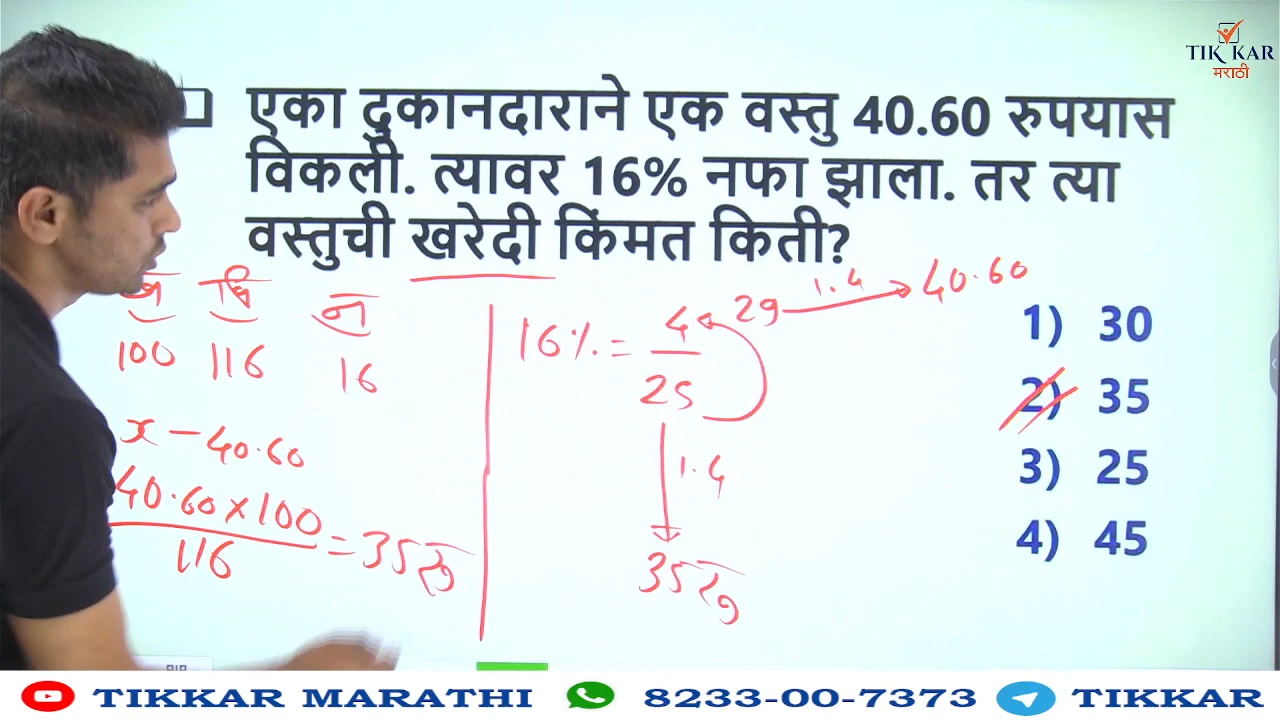 TIK KAR
मराठी
एका दुकानदाराने एक वस्तु 40.60 रुपयास
विकली. त्यावर 16% नफा झाला. तर त्या
वस्तुची खरेदी किंमत किती?
वि न
100 116 16
x - 40.60
40.60 x 100
116
= 35 रु
16% = 4
25
29 1.4 40.60
1.4
35 रु
1) 30
2) 35
3) 25
4) 45
TIKKAR MARATHI 8233-00-7373 TIKKAR